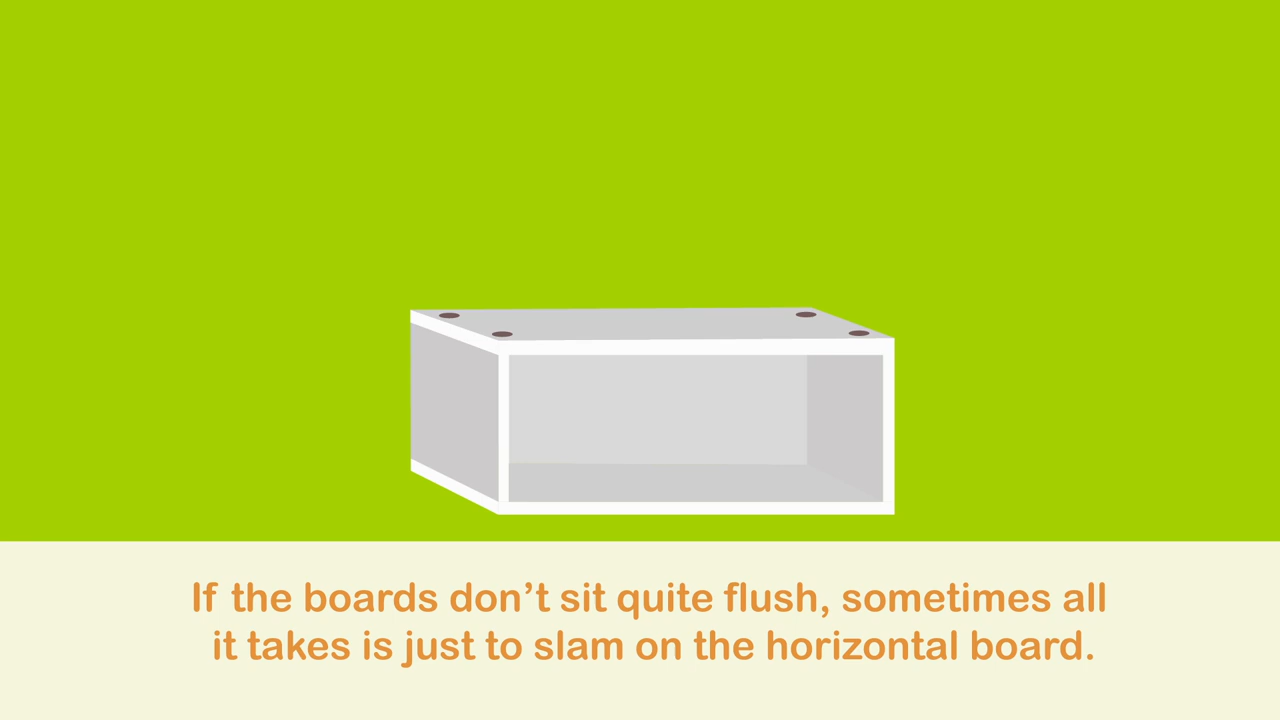 If the boards don’t sit quite flush, sometimes all
it takes is just to slam on the horizontal board.